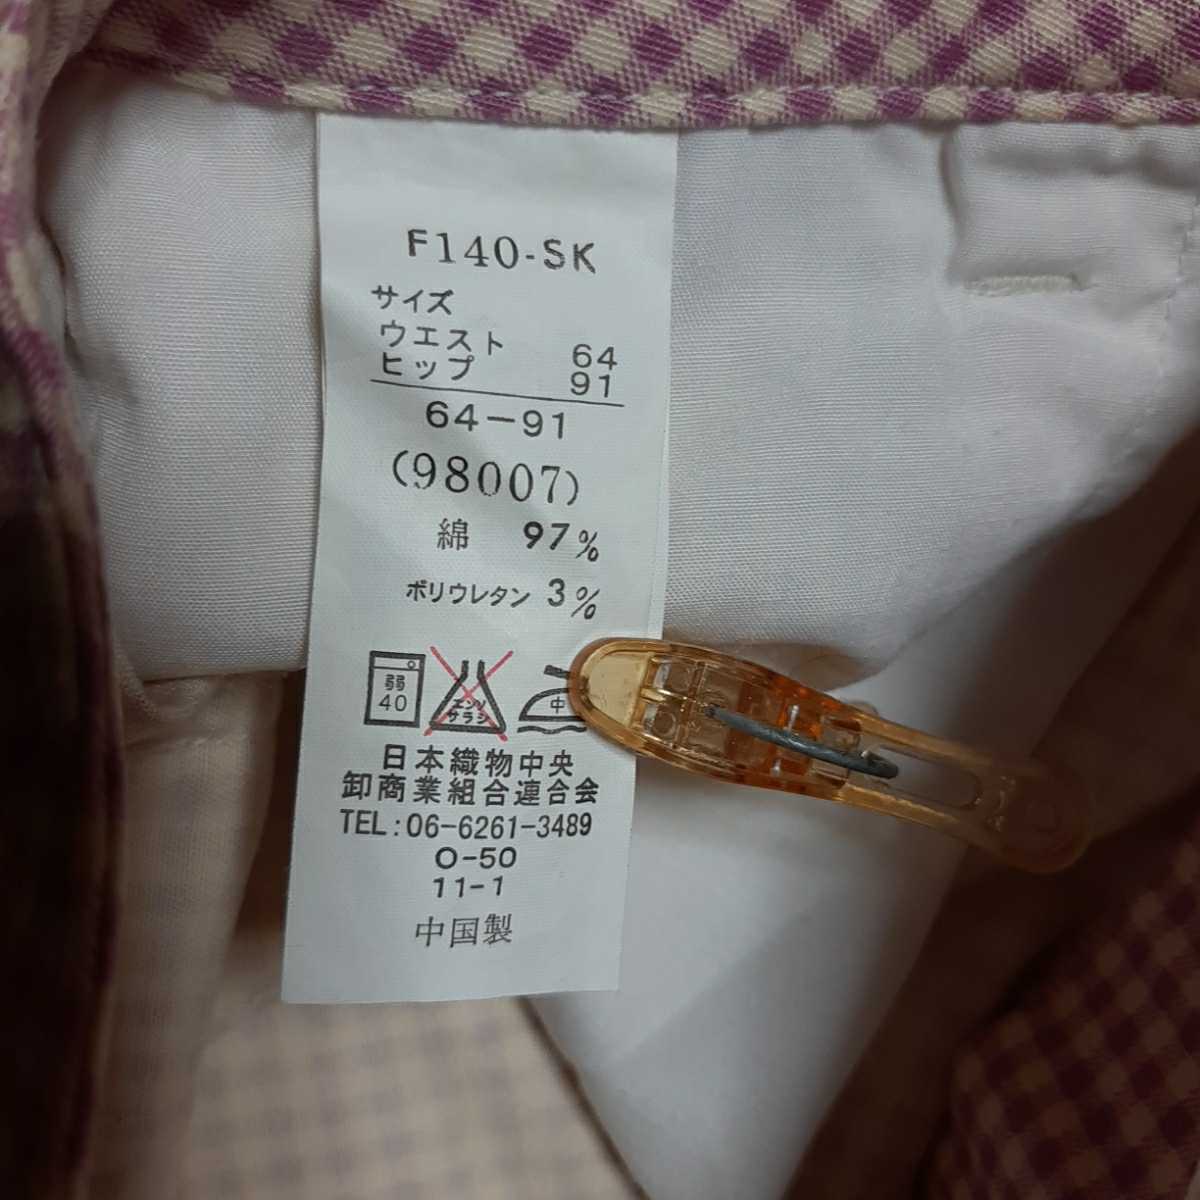 F140-SK
サイズ
ウエスト 64
ヒップ 91
64-91
(98007)
綿 97%
ポリウレタン 3%
弱 40
エンソ サラシ
中
日本織物中央
卸商業組合連合会
TEL:06-6261-3489
O-50
11-1
中国製